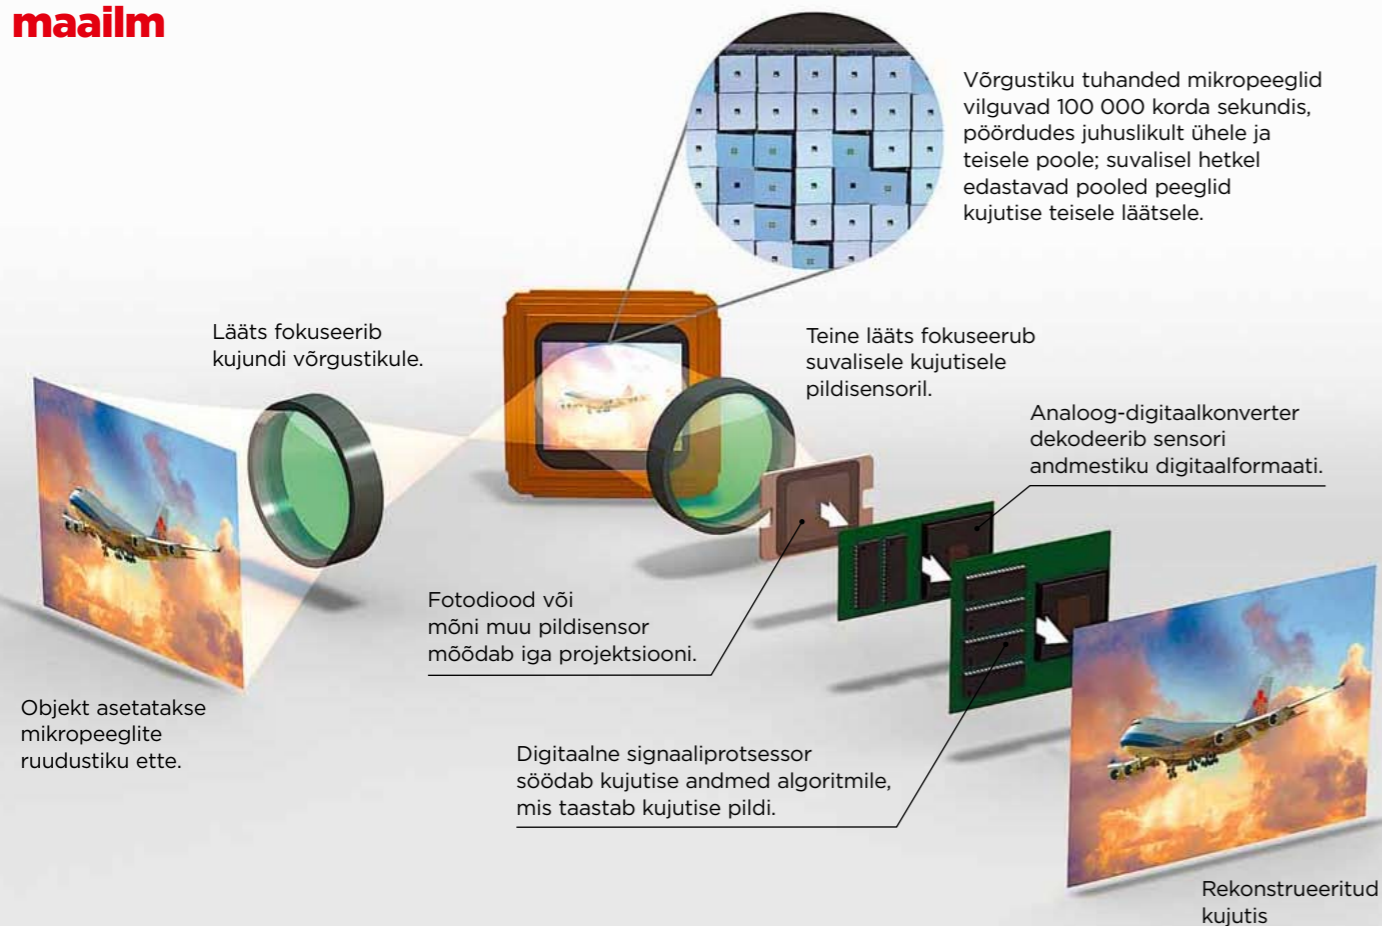 maailm
Võrgustiku tuhanded mikropeeglid
vilguvad 100 000 korda sekundis,
pöördudes juhuslikult ühele ja
teisele poole; suvalisel hetkel
edastavad pooled peeglid
kujutise teisele läätsele.
Lääts fokuseerib
kujundi võrgustikule.
Teine lääts fokuseerub
suvalisele kujutisele
pildisensoril.
Analoog-digitaalkonverter
dekodeerib sensori
andmestiku digitaalformaati.
Fotodiood või
mõni muu pildisensor
mõõdab iga projektsiooni.
Objekt asetatakse
mikropeeglite
ruudustiku ette.
Digitaalne signaaliprotsessor
söödab kujutise andmed algoritmile,
mis taastab kujutise pildi.
Rekonstrueeritud
kujutis